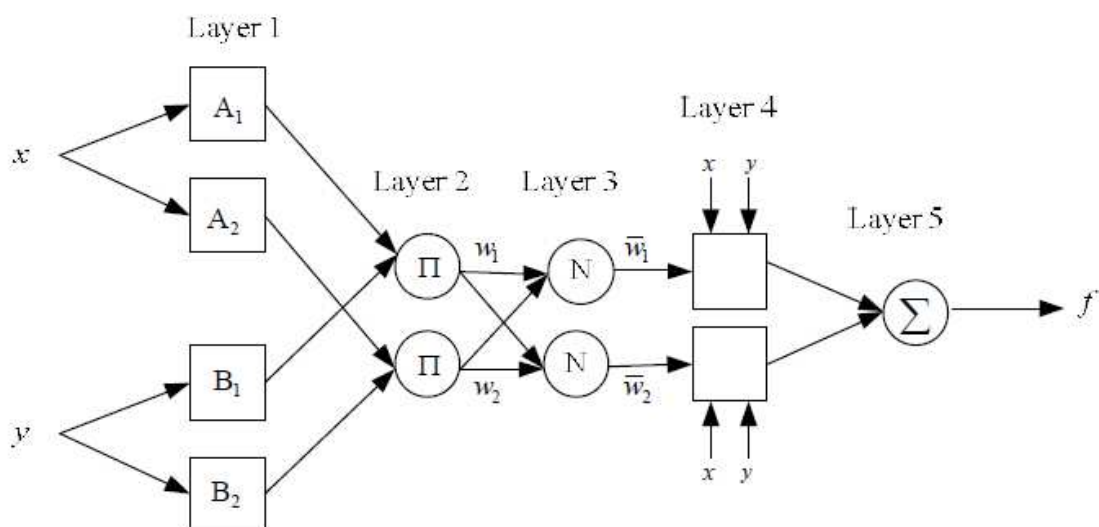 Layer 1
A₁
Layer 4
x
x y
A₂
Layer 2 Layer 3
Layer 5
w₁
w̅₁
Π
N
∑
f
B₁
Π
N
w₂
w̅₂
y
x y
B₂